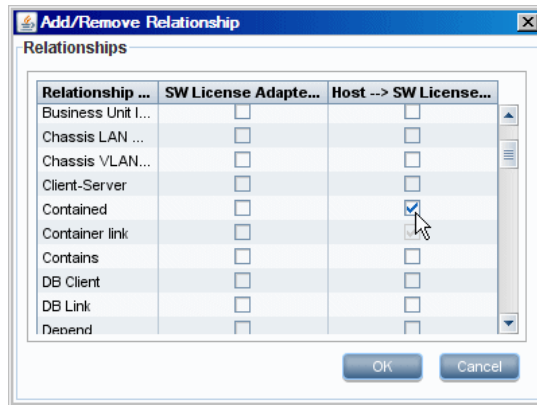 Add/Remove Relationship
Relationships
Relationship ... SW License Adapte... Host --> SW License...
Business Unit I...
Chassis LAN ...
Chassis VLAN...
Client-Server
Contained
Container link
Contains
DB Client
DB Link
Depend
OK Cancel